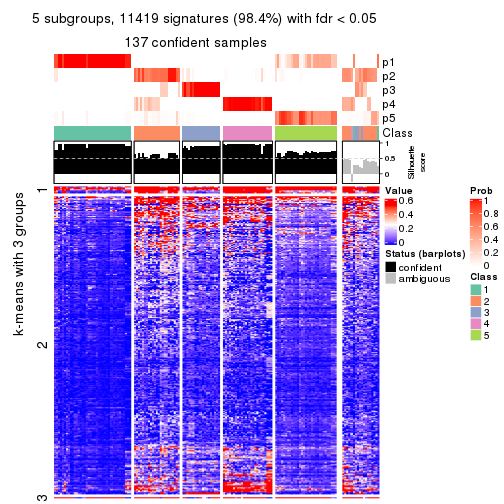 5 subgroups, 11419 signatures (98.4%) with fdr < 0.05
137 confident samples
p1
p2
p3
p4
p5
Class
1
0.5
0
Silhouette
score
k-means with 3 groups
1
2
3
Value
0.6
0.4
0.2
0
Status (barplots)
confident
ambiguous
Prob
1
0.8
0.6
0.4
0.2
0
Class
1
2
3
4
5